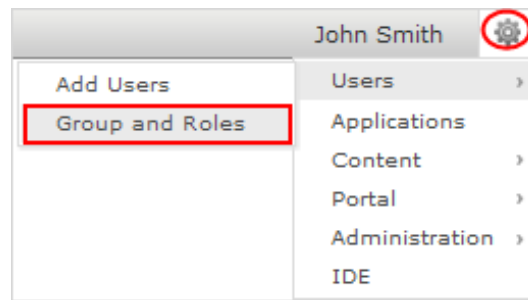 John Smith
Add Users
Group and Roles
Users
Applications
Content
Portal
Administration
IDE